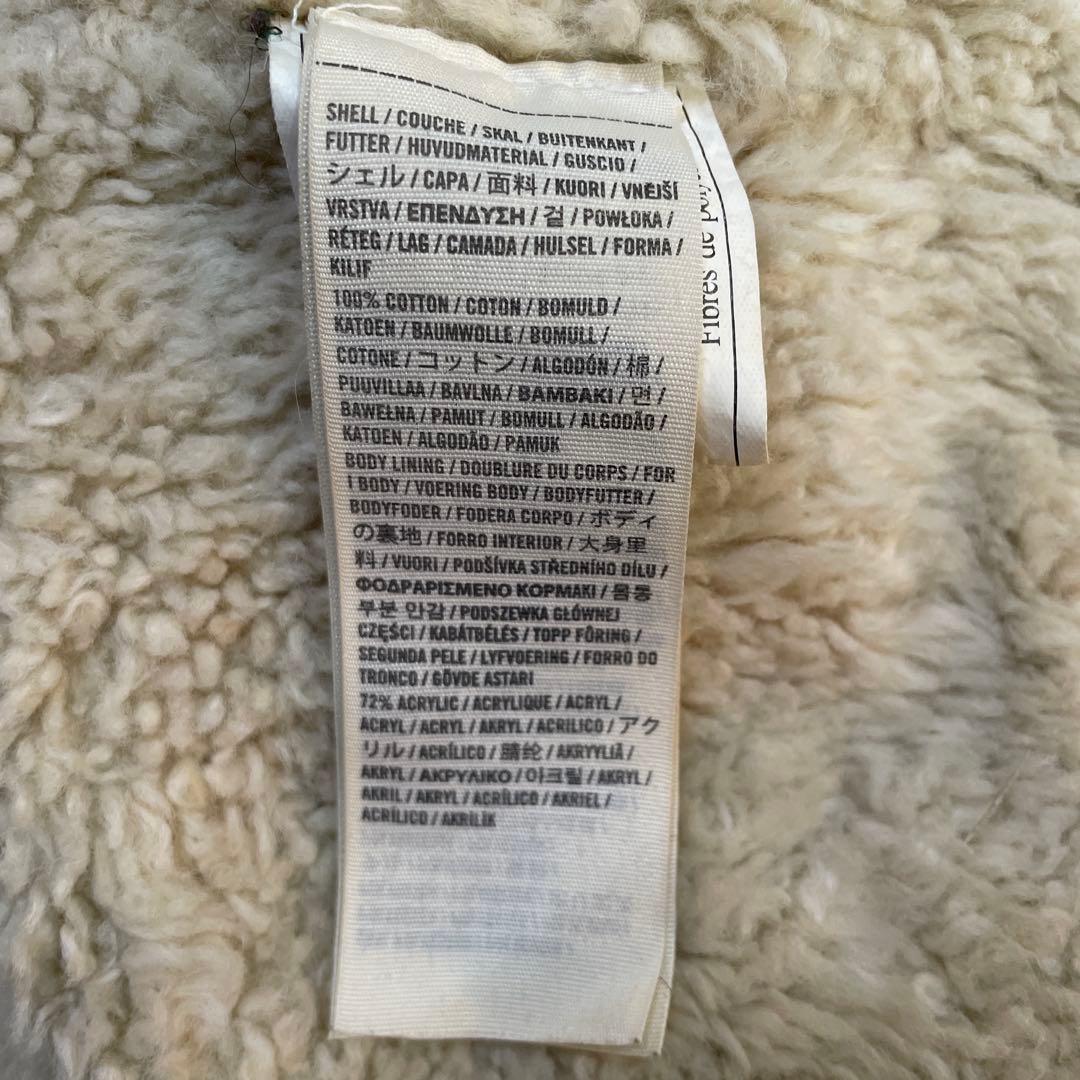 SHELL / COUCHE / SKAL / BUITENKANT /
FUTTER / HUVUDMATERIAL / GUSCIO /
シェル / CAPA / 面料 / KUORI / VNĚJŠÍ
VRSTVA / ΕΠΕΝΔΥΣΗ / 겉 / POWŁOKA /
RÉTEG / LAG / CAMADA / HULSEL / FORMA /
KILIF
100% COTTON / COTON / BOMULD /
KATOEN / BAUMWOLLE / BOMULL /
COTONE / コットン / ALGODÓN / 棉 /
PUUVILLAA / BAVLNA / ΒΑΜΒΑΚΙ / 면 /
BAWEŁNA / PAMUT / BOMULL / ALGODÃO /
KATOEN / ALGODÃO / PAMUK
BODY LINING / DOUBLURE DU CORPS / FOR
I BODY / VOERING BODY / BODYFUTTER /
BODYFODER / FODERA CORPO / ボディ
の裏地 / FORRO INTERIOR / 大身里
料 / VUORI / PODŠÍVKA STŘEDNÍHO DÍLU /
ΦΟΔΡΑΡΙΣΜΕΝΟ ΚΟΡΜΑΚΙ / 몸통
부분 안감 / PODSZEWKA GŁÓWNEJ
CZĘŚCI / KABÁTBÉLÉS / TOPP FÔRING /
SEGUNDA PELE / LYFVOERING / FORRO DO
TRONCO / GÖVDE ASTARI
72% ACRYLIC / ACRYLIQUE / ACRYL /
ACRYL / ACRYL / AKRYL / ACRILICO / アク
リル / ACRÍLICO / 腈纶 / AKRYYLIÄ /
AKRYL / ΑΚΡΥΛΙΚΟ / 아크릴 / AKRYL /
AKRIL / AKRYL / ACRÍLICO / AKRIEL /
ACRÍLICO / AKRİLİK
Fibres de